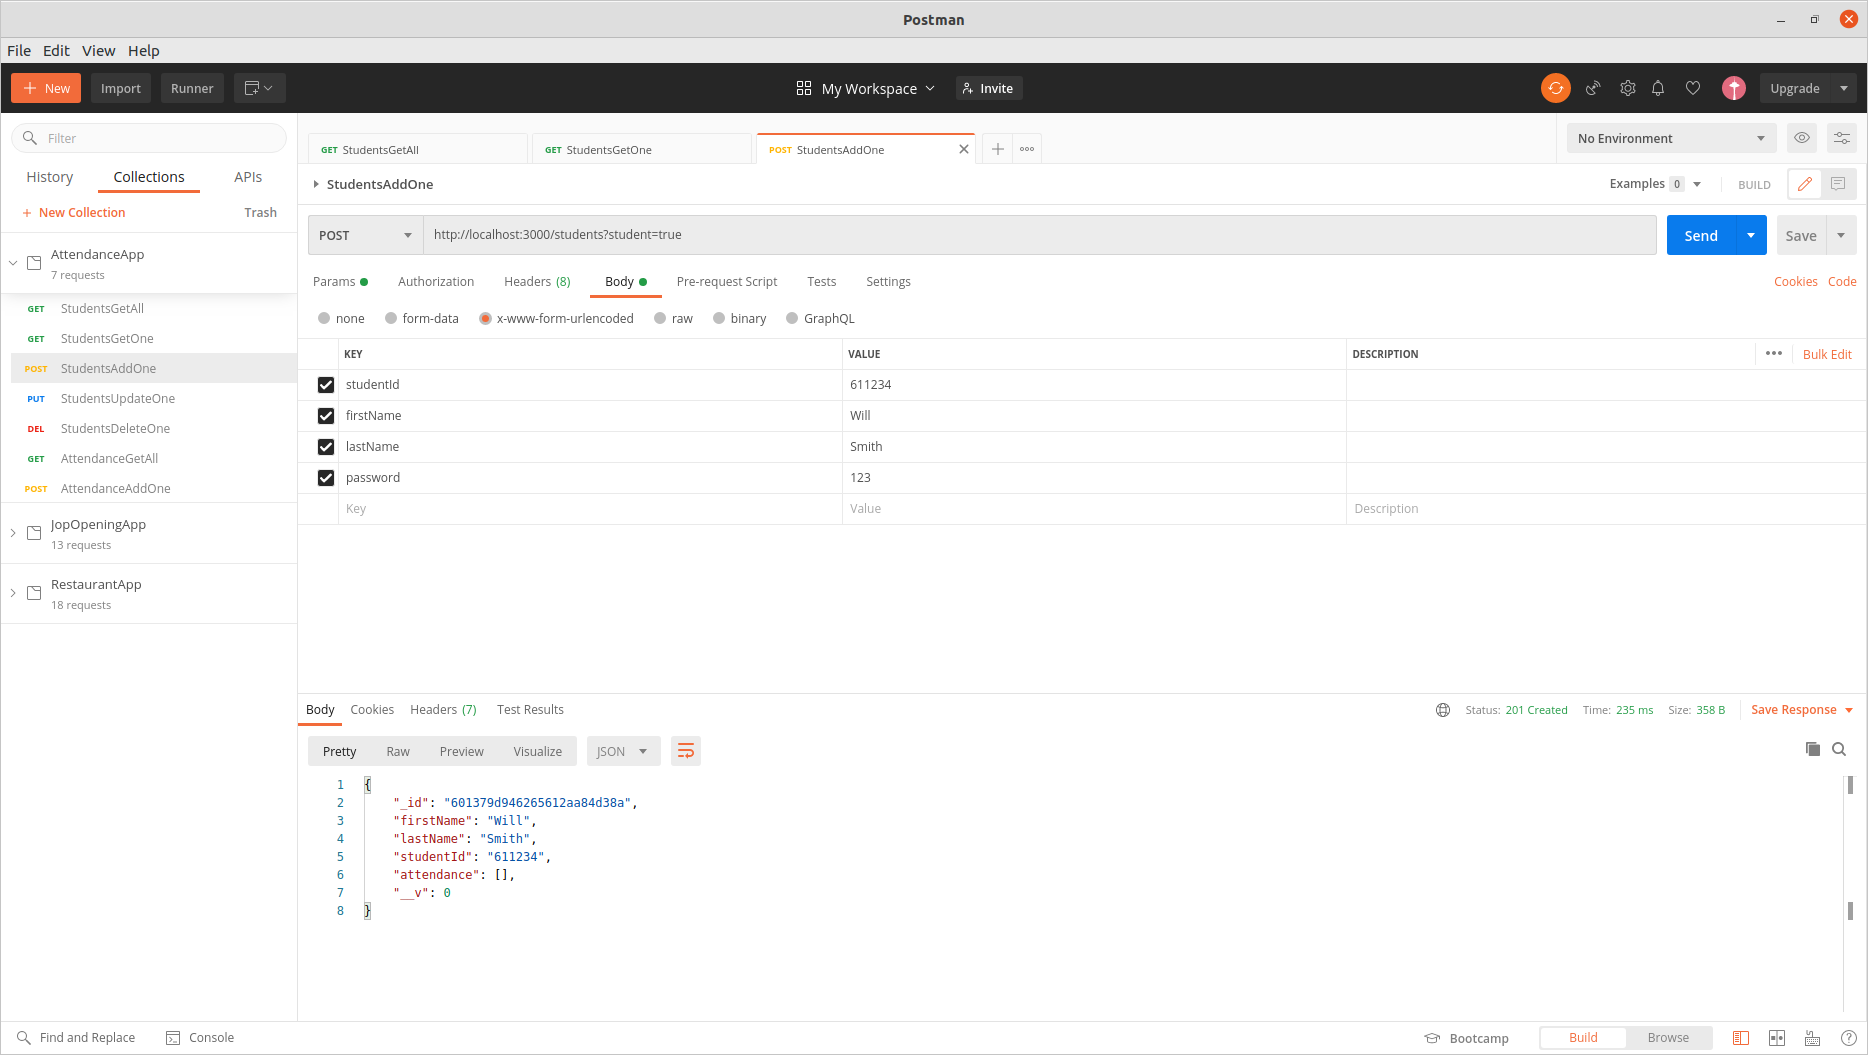 Postman
File Edit View Help
New Import Runner My Workspace Invite Upgrade
Filter
History Collections APIs
New Collection Trash
AttendanceApp
7 requests
GET StudentsGetAll
GET StudentsGetOne
POST StudentsAddOne
PUT StudentsUpdateOne
DEL StudentsDeleteOne
GET AttendanceGetAll
POST AttendanceAddOne
JopOpeningApp
13 requests
RestaurantApp
18 requests
GET StudentsGetAll GET StudentsGetOne POST StudentsAddOne No Environment
StudentsAddOne Examples 0 BUILD
POST http://localhost:3000/students?student=true Send Save
Params Authorization Headers (8) Body Pre-request Script Tests Settings Cookies Code
none form-data x-www-form-urlencoded raw binary GraphQL
KEY VALUE DESCRIPTION Bulk Edit
studentId 611234
firstName Will
lastName Smith
password 123
Key Value Description
Body Cookies Headers (7) Test Results Status: 201 Created Time: 235 ms Size: 358 B Save Response
Pretty Raw Preview Visualize JSON
1 {
2 "_id": "601379d946265612aa84d38a",
3 "firstName": "Will",
4 "lastName": "Smith",
5 "studentId": "611234",
6 "attendance": [],
7 "__v": 0
8 }
Find and Replace Console Bootcamp Build Browse